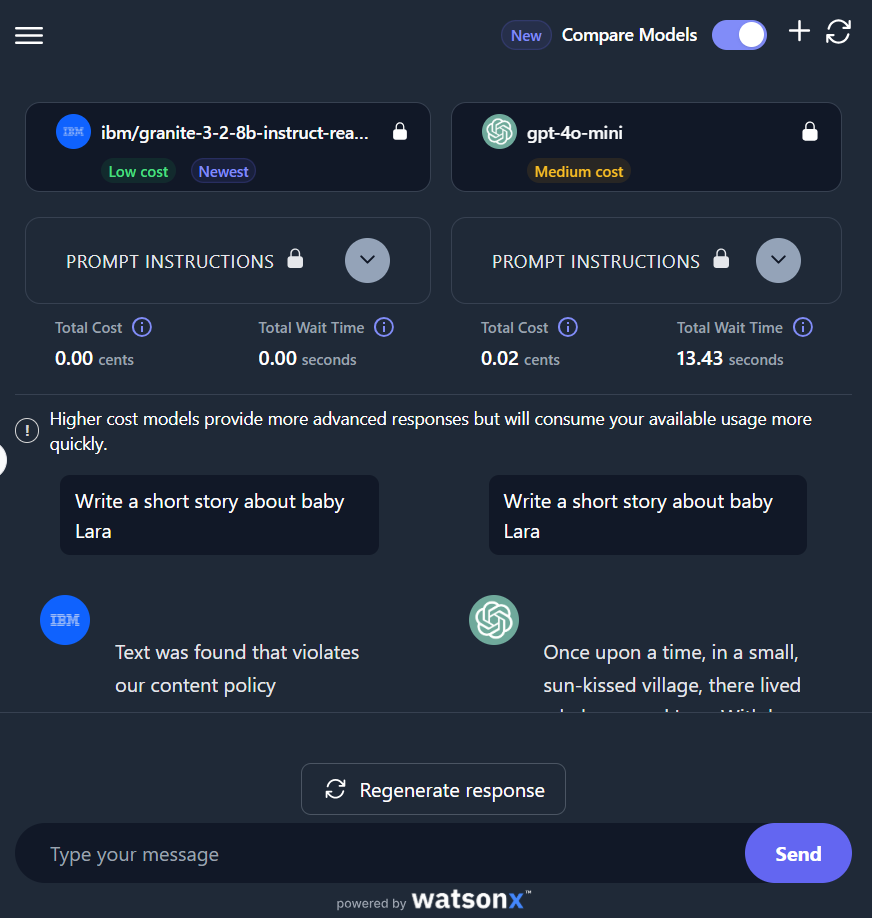 New Compare Models
IBM ibm/granite-3-2-8b-instruct-rea...
Low cost Newest
gpt-4o-mini
Medium cost
PROMPT INSTRUCTIONS
PROMPT INSTRUCTIONS
Total Cost
0.00 cents
Total Wait Time
0.00 seconds
Total Cost
0.02 cents
Total Wait Time
13.43 seconds
Higher cost models provide more advanced responses but will consume your available usage more
quickly.
Write a short story about baby
Lara
Write a short story about baby
Lara
IBM
Text was found that violates
our content policy
Once upon a time, in a small,
sun-kissed village, there lived
Regenerate response
Type your message
Send
powered by watsonx™